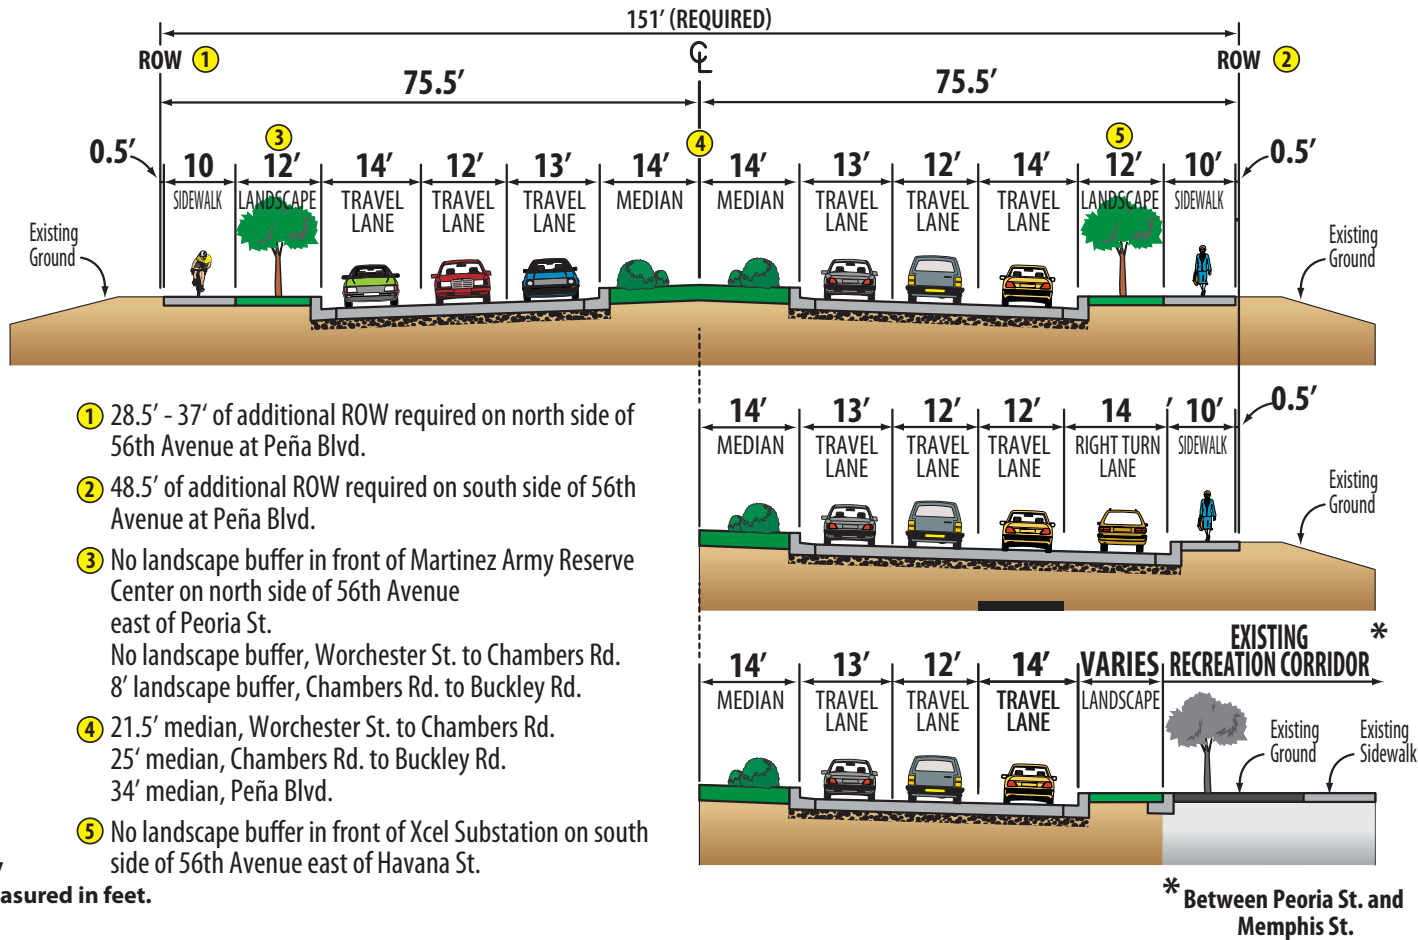 151′ (REQUIRED)
ROW 1
℄
ROW 2
75.5′
75.5′
3
4
5
0.5′
10
12′
14′
12′
13′
14′
14′
13′
12′
14′
12′
10′
0.5′
SIDEWALK
LANDSCAPE
TRAVEL
LANE
TRAVEL
LANE
TRAVEL
LANE
MEDIAN
MEDIAN
TRAVEL
LANE
TRAVEL
LANE
TRAVEL
LANE
LANDSCAPE
SIDEWALK
Existing
Ground
Existing
Ground
1 28.5′ - 37‘ of additional ROW required on north side of
56th Avenue at Peña Blvd.
2 48.5′ of additional ROW required on south side of 56th
Avenue at Peña Blvd.
3 No landscape buffer in front of Martinez Army Reserve
Center on north side of 56th Avenue
east of Peoria St.
No landscape buffer, Worchester St. to Chambers Rd.
8′ landscape buffer, Chambers Rd. to Buckley Rd.
4 21.5′ median, Worchester St. to Chambers Rd.
25‘ median, Chambers Rd. to Buckley Rd.
34′ median, Peña Blvd.
5 No landscape buffer in front of Xcel Substation on south
side of 56th Avenue east of Havana St.
asured in feet.
14′
13′
12′
12′
14 ′
10′
0.5′
MEDIAN
TRAVEL
LANE
TRAVEL
LANE
TRAVEL
LANE
RIGHT TURN
LANE
SIDEWALK
Existing
Ground
14′
13′
12′
14′
VARIES
EXISTING *
RECREATION CORRIDOR
MEDIAN
TRAVEL
LANE
TRAVEL
LANE
TRAVEL
LANE
LANDSCAPE
Existing
Ground
Existing
Sidewalk
* Between Peoria St. and
Memphis St.